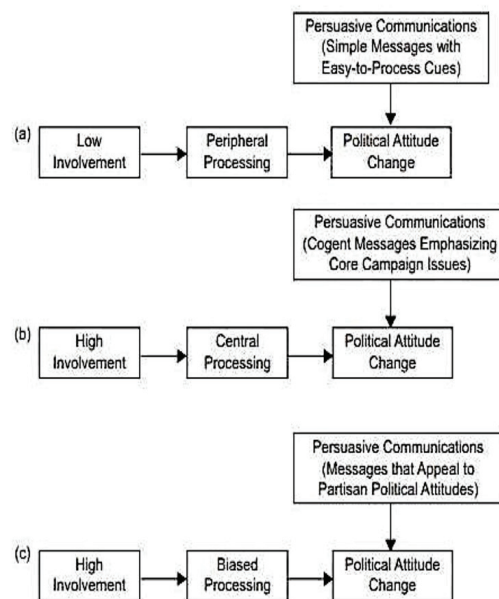 Persuasive Communications
(Simple Messages with
Easy-to-Process Cues)
(a)
Low
Involvement
Peripheral
Processing
Political Attitude
Change
Persuasive Communications
(Cogent Messages Emphasizing
Core Campaign Issues)
(b)
High
Involvement
Central
Processing
Political Attitude
Change
Persuasive Communications
(Messages that Appeal to
Partisan Political Attitudes)
(c)
High
Involvement
Biased
Processing
Political Attitude
Change